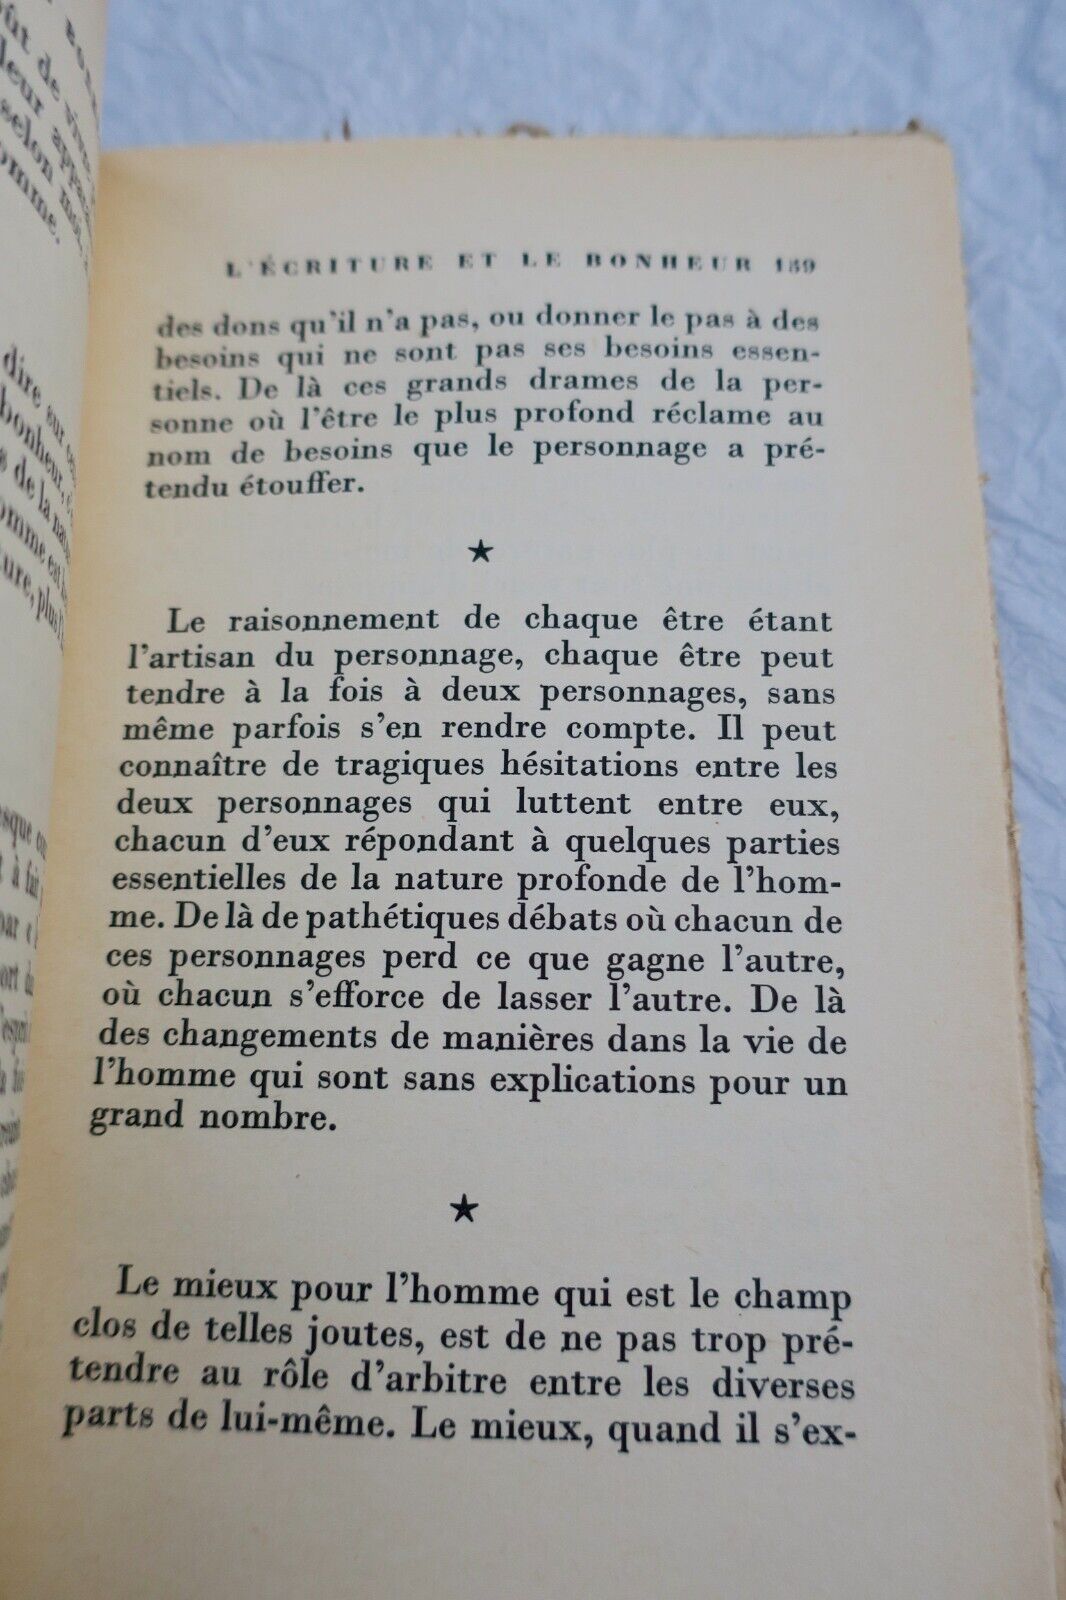 dire sur
bonheur,
de la
L'ÉCRITURE ET LE BONHEUR 159
des dons qu'il n'a pas, ou donner le pas à des
besoins qui ne sont pas ses besoins essen-
tiels. De là ces grands drames de la per-
sonne où l'être le plus profond réclame au
nom de besoins que le personnage a pré-
tendu étouffer.
★
Le raisonnement de chaque être étant
l'artisan du personnage, chaque être peut
tendre à la fois à deux personnages, sans
même parfois s'en rendre compte. Il peut
connaître de tragiques hésitations entre les
deux personnages qui luttent entre eux,
chacun d'eux répondant à quelques parties
essentielles de la nature profonde de l'hom-
me. De là de pathétiques débats où chacun de
ces personnages perd ce que gagne l'autre,
où chacun s'efforce de lasser l'autre. De là
des changements de manières dans la vie de
l'homme qui sont sans explications pour un
grand nombre.
★
Le mieux pour l'homme qui est le champ
clos de telles joutes, est de ne pas trop pré-
tendre au rôle d'arbitre entre les diverses
parts de lui-même. Le mieux, quand il s'ex-